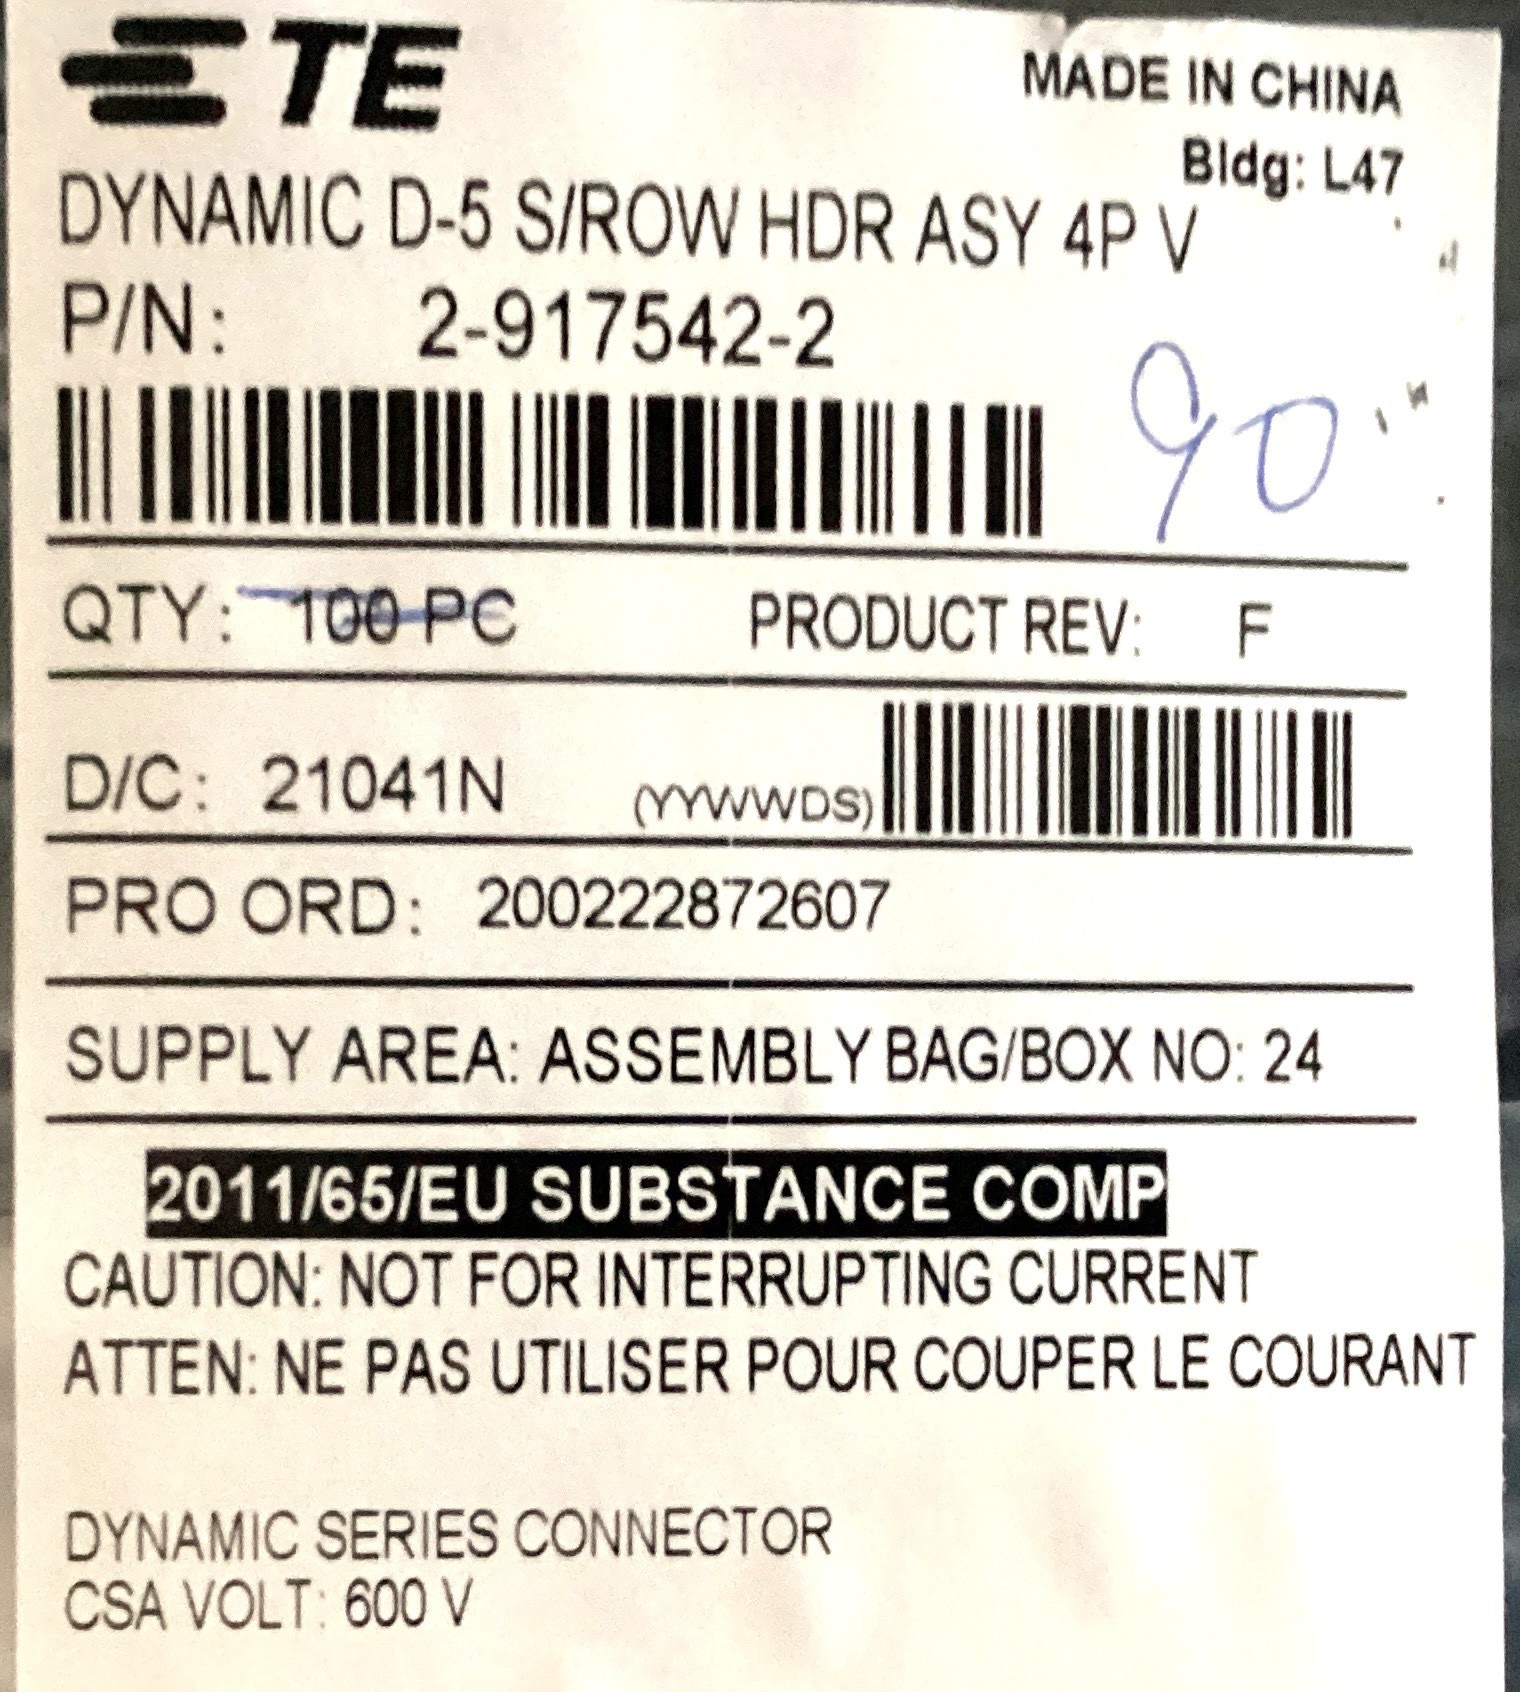 TE
MADE IN CHINA
Bldg: L47
DYNAMIC D-5 S/ROW HDR ASY 4P V
P/N: 2-917542-2
90
QTY: 100 PC PRODUCT REV: F
D/C: 21041N (YYWWDS)
PRO ORD: 200222872607
SUPPLY AREA: ASSEMBLY BAG/BOX NO: 24
2011/65/EU SUBSTANCE COMP
CAUTION: NOT FOR INTERRUPTING CURRENT
ATTEN: NE PAS UTILISER POUR COUPER LE COURANT
DYNAMIC SERIES CONNECTOR
CSA VOLT: 600 V